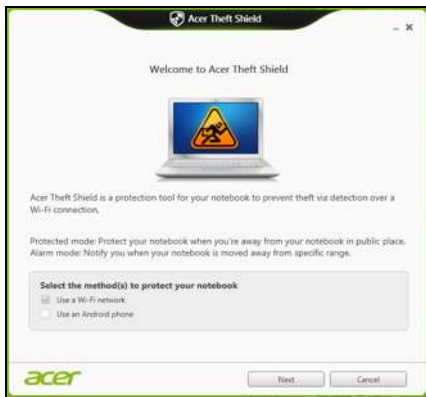 Acer Theft Shield
Welcome to Acer Theft Shield
Acer Theft Shield is a protection tool for your notebook to prevent theft via detection over a
Wi-Fi connection.
Protected mode: Protect your notebook when you're away from your notebook in public place.
Alarm mode: Notify you when your notebook is moved away from specific range.
Select the method(s) to protect your notebook
Use a Wi-Fi network
Use an Android phone
acer Next Cancel